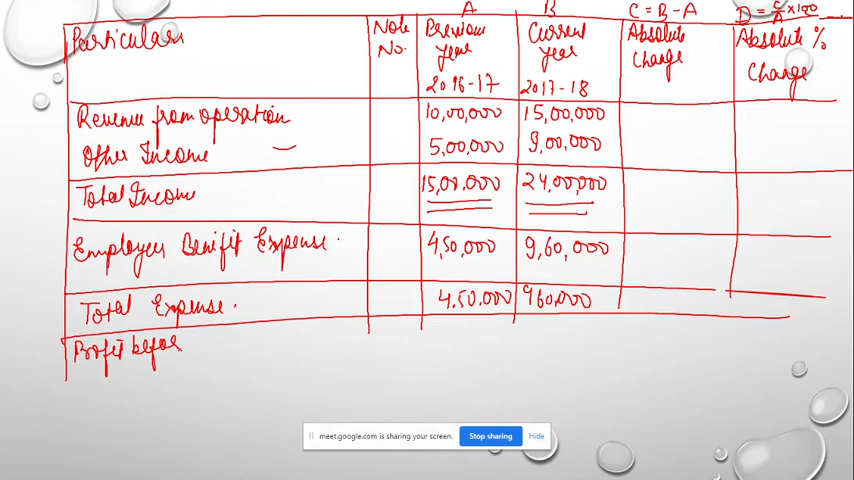 A B C = B - A D = C/A × 100
Particulars Note No. Previous year 2016-17 Current year 2017-18 Absolute Change Absolute % Change
Revenue from operation 10,00,000 15,00,000
Other Income 5,00,000 9,00,000
Total Income 15,00,000 24,00,000
Employees Benifit Expense. 4,50,000 9,60,000
Total Expense. 4.50.000 960,000
Profit befor
meet.google.com is sharing your screen. Stop sharing Hide